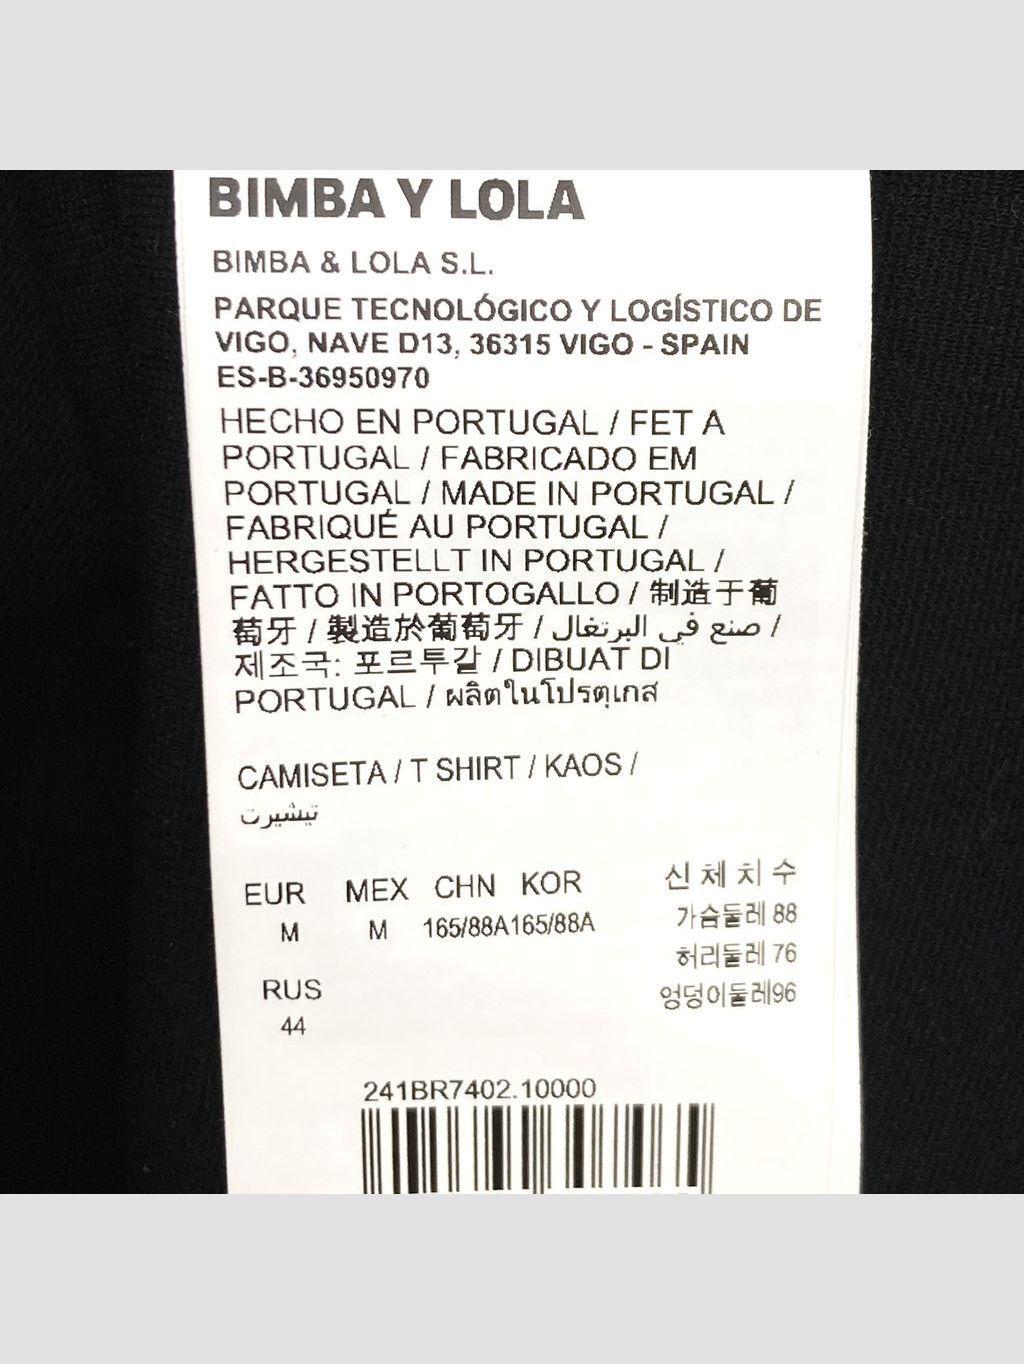 BIMBA Y LOLA
BIMBA & LOLA S.L.
PARQUE TECNOLÓGICO Y LOGÍSTICO DE
VIGO, NAVE D13, 36315 VIGO - SPAIN
ES-B-36950970
HECHO EN PORTUGAL / FET A
PORTUGAL / FABRICADO EM
PORTUGAL / MADE IN PORTUGAL /
FABRIQUÉ AU PORTUGAL /
HERGESTELLT IN PORTUGAL /
FATTO IN PORTOGALLO / 制造于葡
萄牙 / 製造於葡萄牙 / صنع في البرتغال /
제조국: 포르투갈 / DIBUAT DI
PORTUGAL / ผลิตในโปรตุเกส
CAMISETA / T SHIRT / KAOS /
تيشيرت
EUR MEX CHN KOR 신체치수
M M 165/88A 165/88A 가슴둘레 88
허리둘레 76
RUS 엉덩이둘레96
44
241BR7402.10000